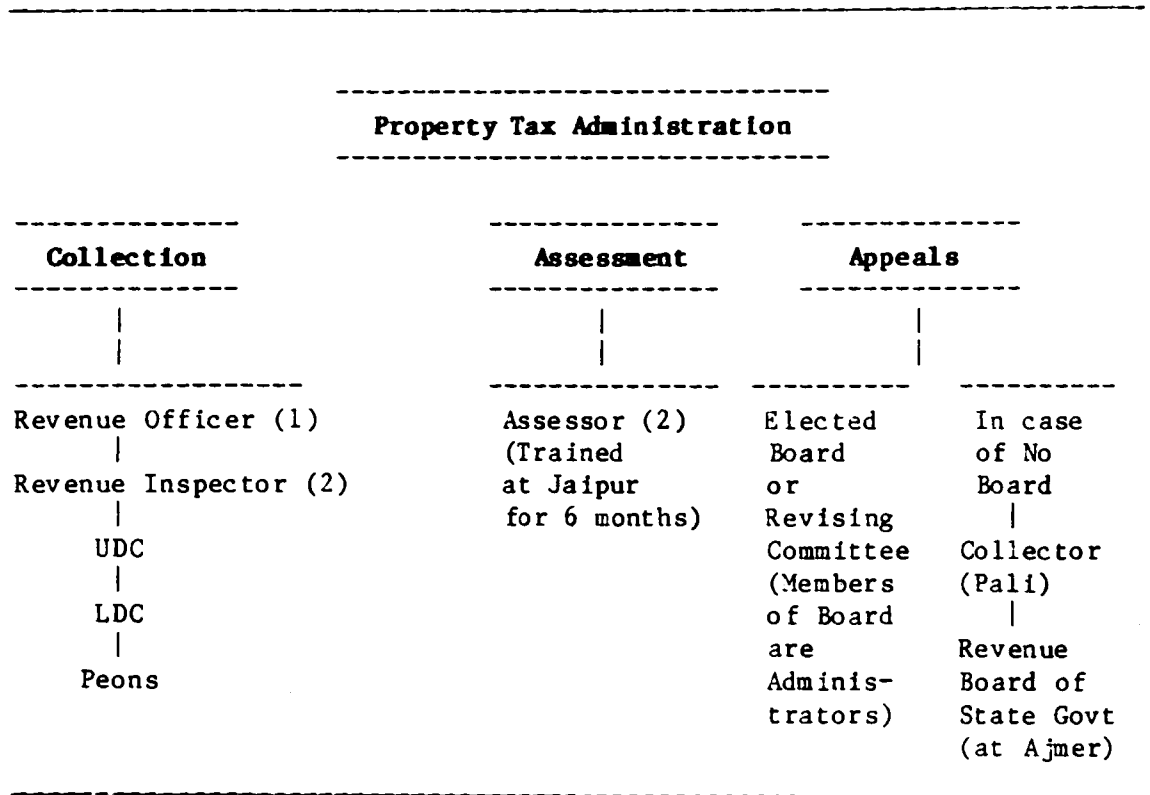 Property Tax Administration
Collection
Assessment
Appeals
Revenue Officer (1)
Revenue Inspector (2)
UDC
LDC
Peons
Assessor (2)
(Trained
at Jaipur
for 6 months)
Elected
Board
or
Revising
Committee
(Members
of Board
are
Adminis-
trators)
In case
of No
Board
Collector
(Pali)
Revenue
Board of
State Govt
(at Ajmer)